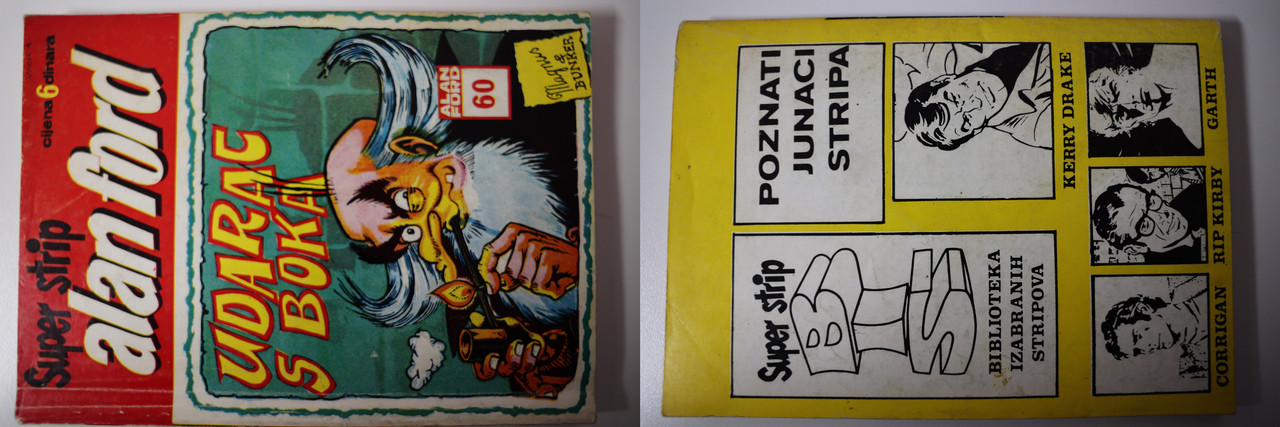 Super strip
cijena 6 dinara
alan ford
UDARAC
S BOKA
ALAN
FORD
60
Magnus
&
BUNKER
POZNATI
JUNACI
STRIPA
KERRY DRAKE
GARTH
RIP KIRBY
CORRIGAN
Super strip
BIS
BIBLIOTEKA
IZABRANIH
STRIPOVA